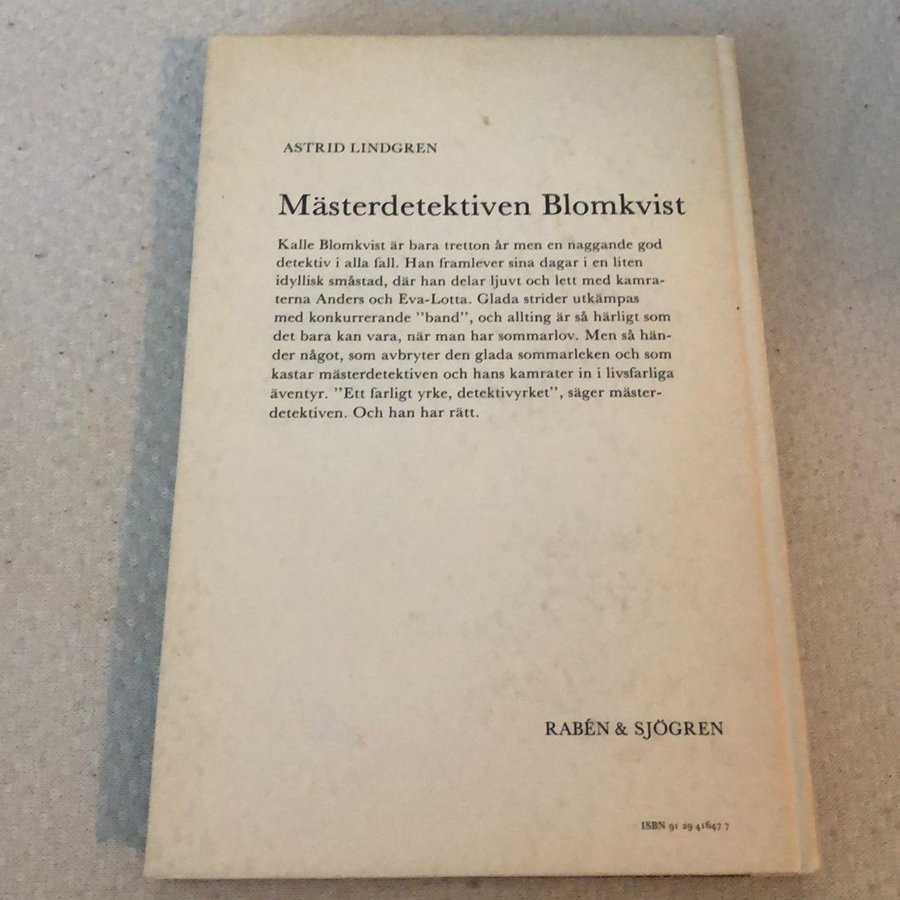 ASTRID LINDGREN
Mästerdetektiven Blomkvist
Kalle Blomkvist är bara tretton år men en naggande god
detektiv i alla fall. Han framlever sina dagar i en liten
idyllisk småstad, där han delar ljuvt och lett med kamra-
terna Anders och Eva-Lotta. Glada strider utkämpas
med konkurrerande ”band”, och allting är så härligt som
det bara kan vara, när man har sommarlov. Men så hän-
der något, som avbryter den glada sommarleken och som
kastar mästerdetektiven och hans kamrater in i livsfarliga
äventyr. ”Ett farligt yrke, detektivyrket”, säger mäster-
detektiven. Och han har rätt.
RABÉN & SJÖGREN
ISBN 91 29 41647 7